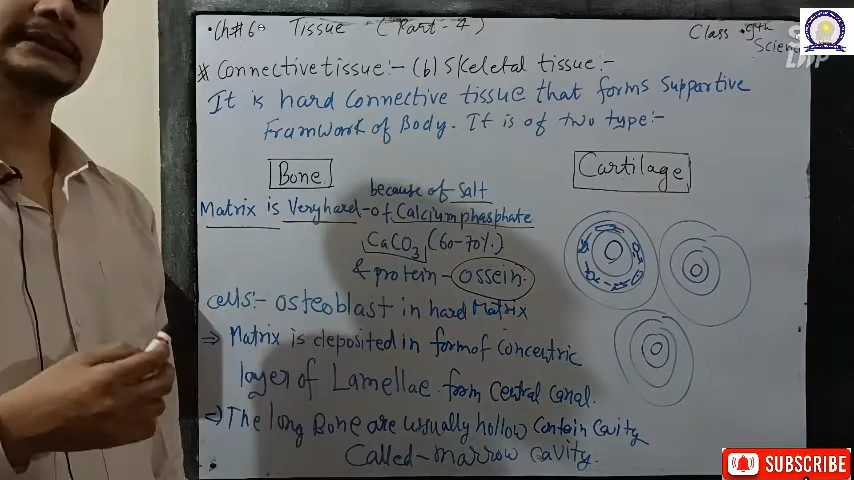 •Ch#6⊖ Tissue - (Part-4) Class •9th
Science
* Connective tissue:- (b) Skeletal tissue:-
It is hard Connective tissue that forms Supportive
Framwork of Body. It is of two type:-
Bone Cartilage
because of Salt
Matrix is Very hard - of Calcium phasphate
CaCO3 (60-70%)
& protein - ossein.
cells:- osteoblast in hard Matrix
⇒ Matrix is deposited in form of concentric
layer of Lamellae from central canal.
⇒ The long Bone are usually hollow Contain cavity
Called - marrow cavity.
SUBSCRIBE